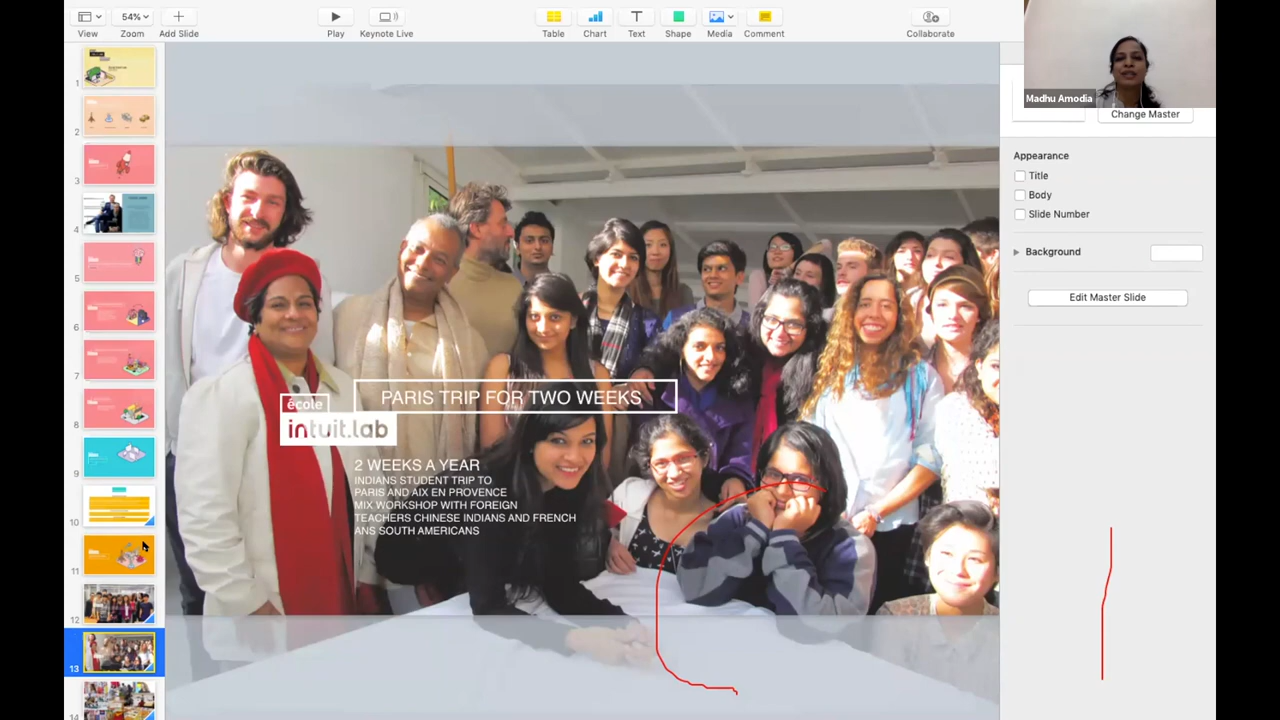 View
54%
Zoom
Add Slide
Play
Keynote Live
Table
Chart
Text
Shape
Media
Comment
Collaborate
Madhu Amodia
Change Master
Appearance
Title
Body
Slide Number
Background
Edit Master Slide
1
2
3
4
5
6
7
8
9
10
11
12
13
14
PARIS TRIP FOR TWO WEEKS
école
intuit.lab
2 WEEKS A YEAR
INDIANS STUDENT TRIP TO
PARIS AND AIX EN PROVENCE
MIX WORKSHOP WITH FOREIGN
TEACHERS CHINESE INDIANS AND FRENCH
ANS SOUTH AMERICANS